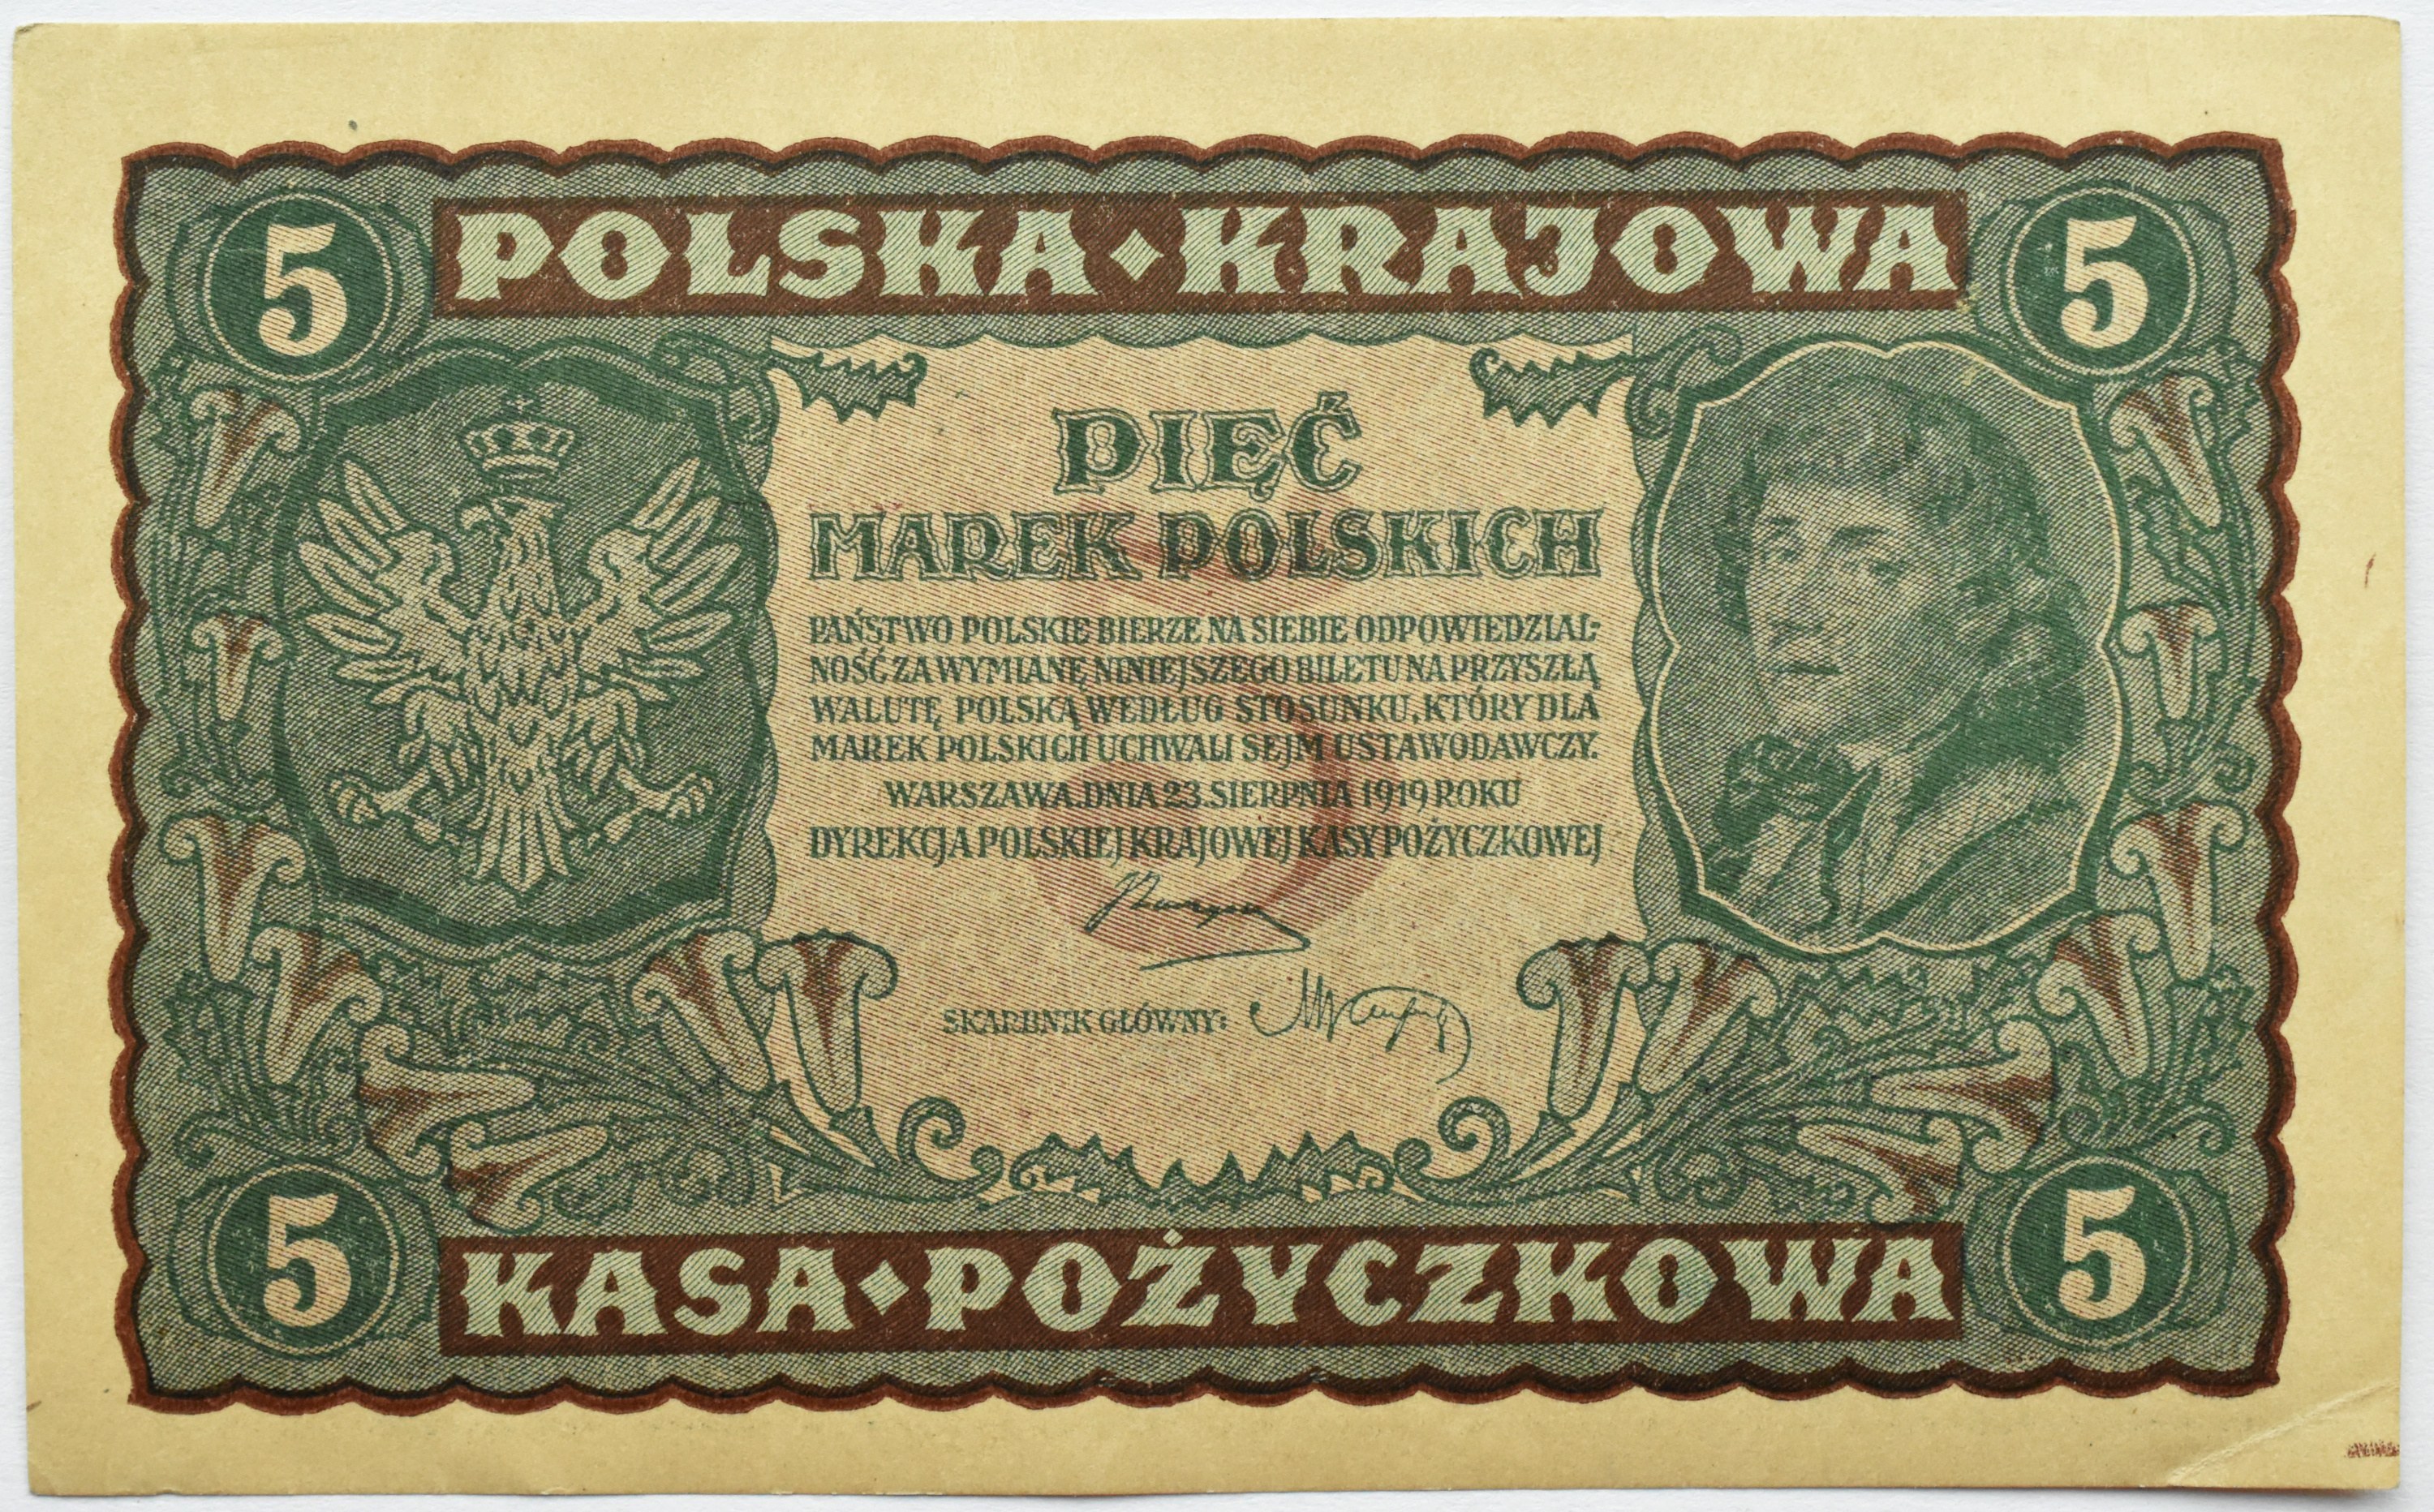 5 POLSKA·KRAJOWA 5
PIĘĆ
MAREK POLSKICH
PAŃSTWO POLSKIE BIERZE NA SIEBIE ODPOWIEDZIAL-
NOŚĆ ZA WYMIANĘ NINIEJSZEGO BILETU NA PRZYSZŁĄ
WALUTĘ POLSKĄ WEDŁUG STOSUNKU, KTÓRY DLA
MAREK POLSKICH UCHWALI SEJM USTAWODAWCZY.
WARSZAWA, DNIA 23. SIERPNIA 1919 ROKU
DYREKCJA POLSKIEJ KRAJOWEJ KASY POŻYCZKOWEJ
5
SKARBNIK GŁÓWNY:
5 KASA·POŻYCZKOWA 5